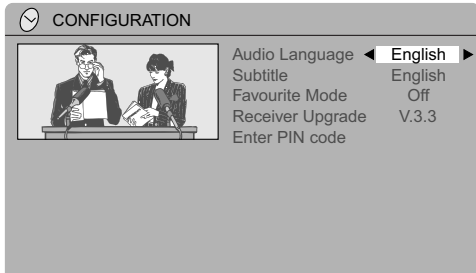 CONFIGURATION
Audio Language English
Subtitle English
Favourite Mode Off
Receiver Upgrade V.3.3
Enter PIN code